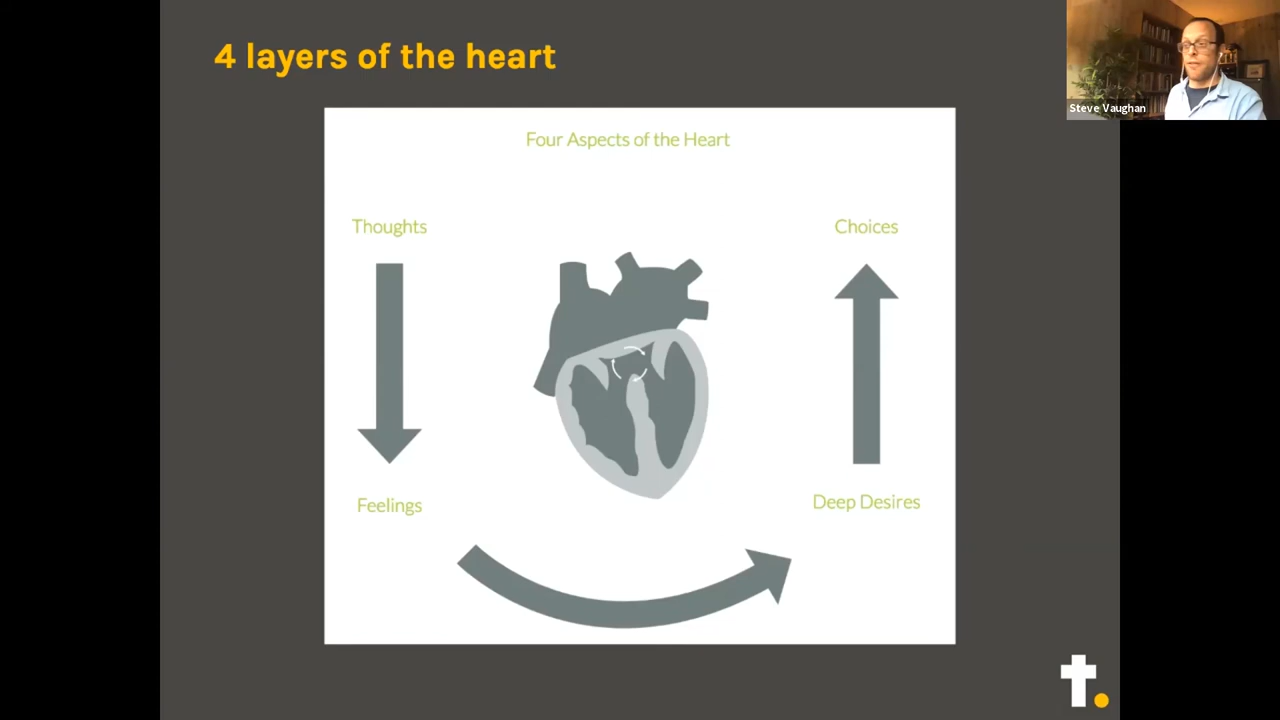 4 layers of the heart
Steve Vaughan
Four Aspects of the Heart
Thoughts
Choices
Feelings
Deep Desires